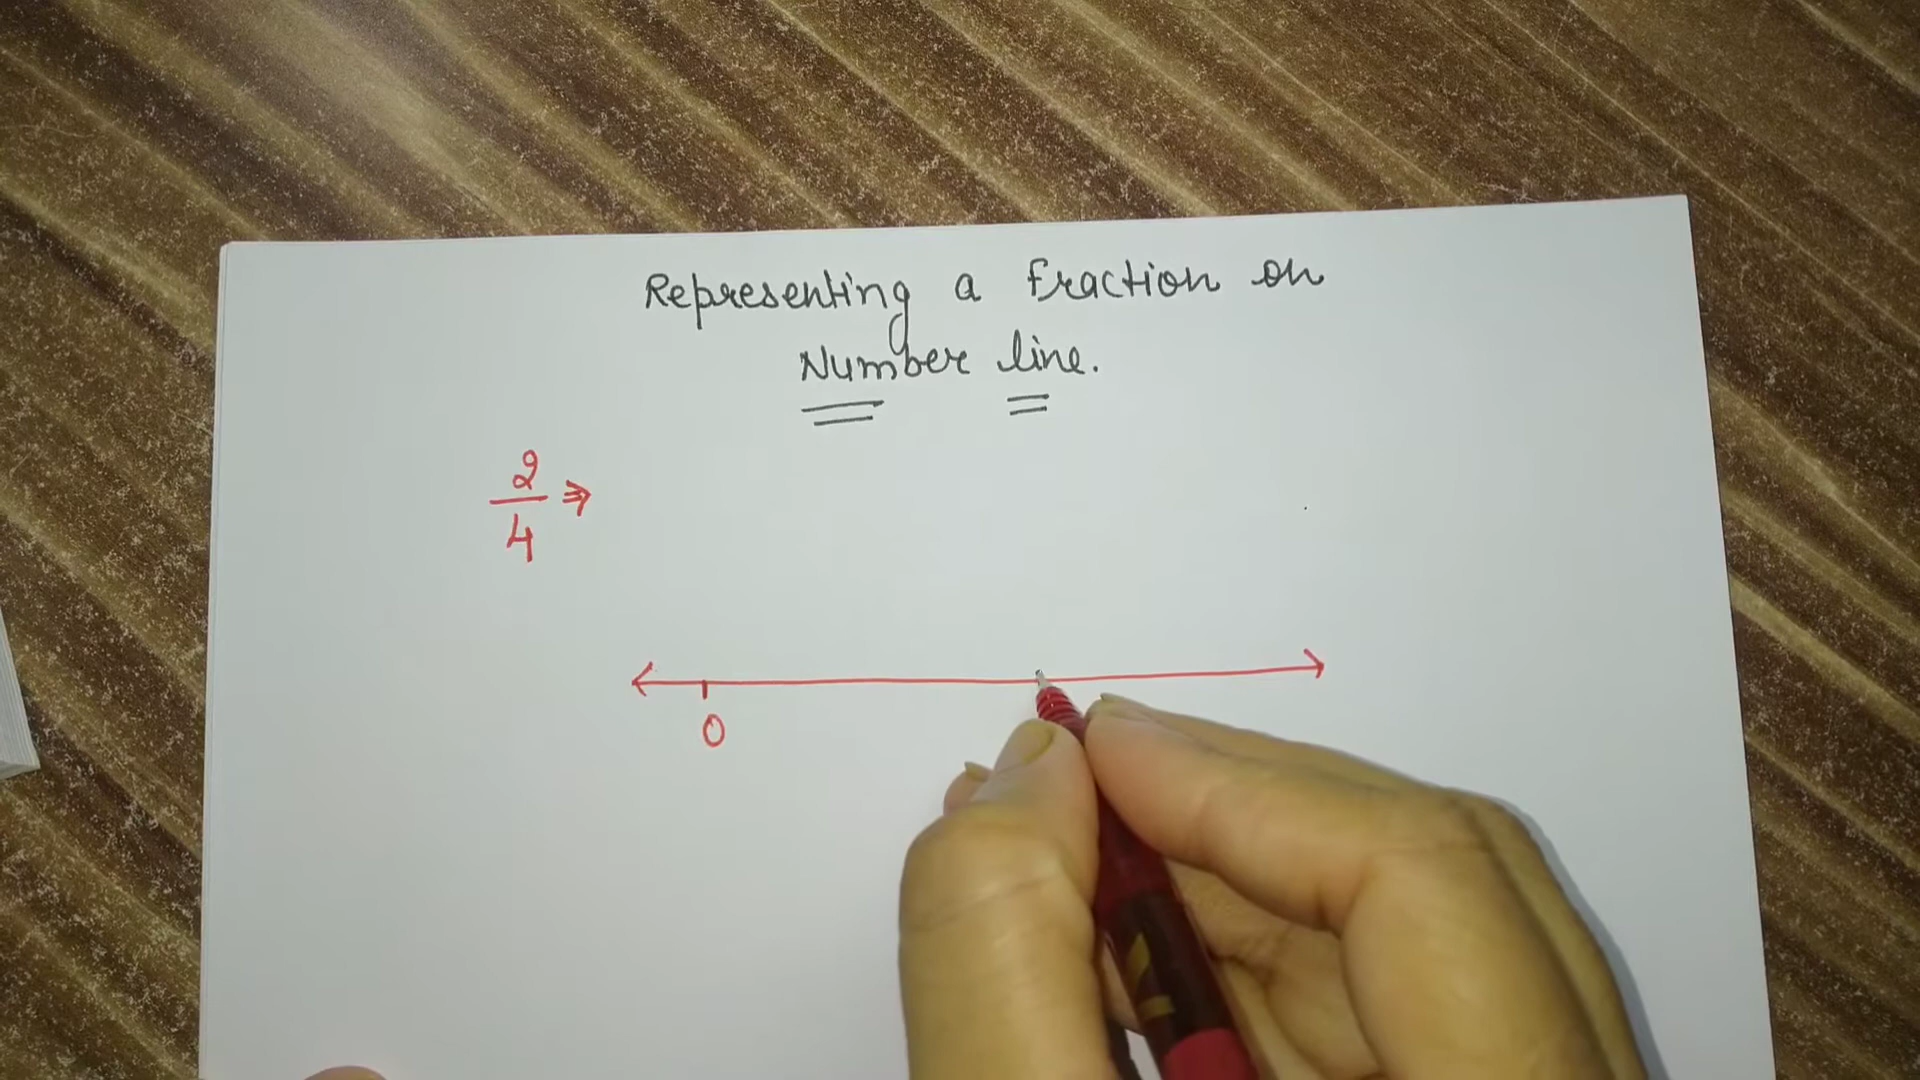 Representing a fraction on
Number line.
2/4 ⇒
0